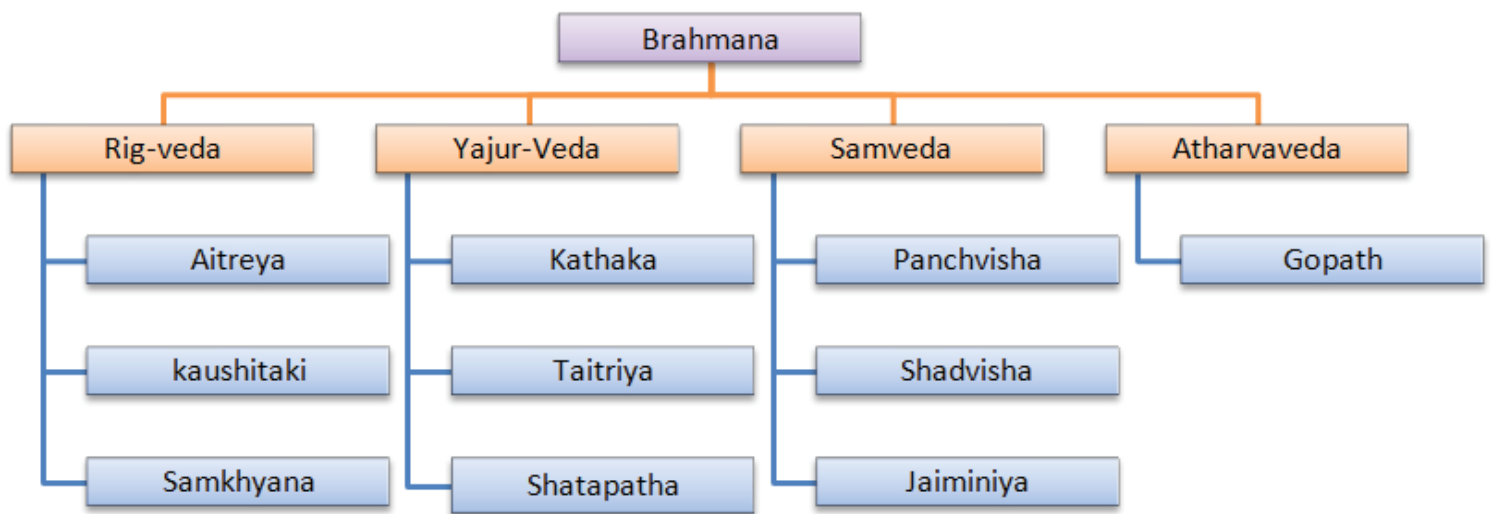 Brahmana
Rig-veda
Yajur-Veda
Samveda
Atharvaveda
Aitreya
Kathaka
Panchvisha
Gopath
kaushitaki
Taitriya
Shadvisha
Samkhyana
Shatapatha
Jaiminiya